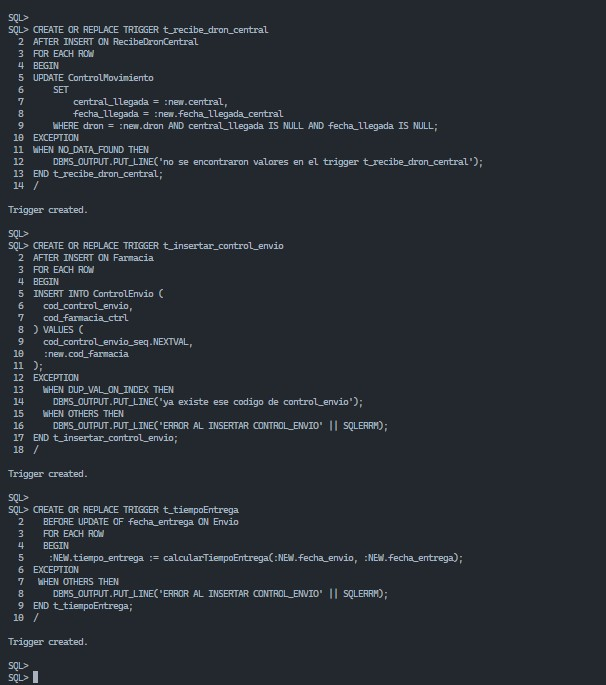 SQL>
SQL> CREATE OR REPLACE TRIGGER t_recibe_dron_central
  2  AFTER INSERT ON RecibeDronCentral
  3  FOR EACH ROW
  4  BEGIN
  5  UPDATE ControlMovimiento
  6      SET
  7          central_llegada = :new.central,
  8          fecha_llegada = :new.fecha_llegada_central
  9      WHERE dron = :new.dron AND central_llegada IS NULL AND fecha_llegada IS NULL;
 10  EXCEPTION
 11  WHEN NO_DATA_FOUND THEN
 12      DBMS_OUTPUT.PUT_LINE('no se encontraron valores en el trigger t_recibe_dron_central');
 13  END t_recibe_dron_central;
 14  /
Trigger created.
SQL>
SQL> CREATE OR REPLACE TRIGGER t_insertar_control_envio
  2  AFTER INSERT ON Farmacia
  3  FOR EACH ROW
  4  BEGIN
  5  INSERT INTO ControlEnvio (
  6    cod_control_envio,
  7    cod_farmacia_ctrl
  8  ) VALUES (
  9    cod_control_envio_seq.NEXTVAL,
 10    :new.cod_farmacia
 11  );
 12  EXCEPTION
 13    WHEN DUP_VAL_ON_INDEX THEN
 14      DBMS_OUTPUT.PUT_LINE('ya existe ese codigo de control_envio');
 15    WHEN OTHERS THEN
 16      DBMS_OUTPUT.PUT_LINE('ERROR AL INSERTAR CONTROL_ENVIO' || SQLERRM);
 17  END t_insertar_control_envio;
 18  /
Trigger created.
SQL>
SQL> CREATE OR REPLACE TRIGGER t_tiempoEntrega
  2    BEFORE UPDATE OF fecha_entrega ON Envio
  3    FOR EACH ROW
  4    BEGIN
  5     :NEW.tiempo_entrega := calcularTiempoEntrega(:NEW.fecha_envio, :NEW.fecha_entrega);
  6  EXCEPTION
  7   WHEN OTHERS THEN
  8      DBMS_OUTPUT.PUT_LINE('ERROR AL INSERTAR CONTROL_ENVIO' || SQLERRM);
  9  END t_tiempoEntrega;
 10  /
Trigger created.
SQL>
SQL>